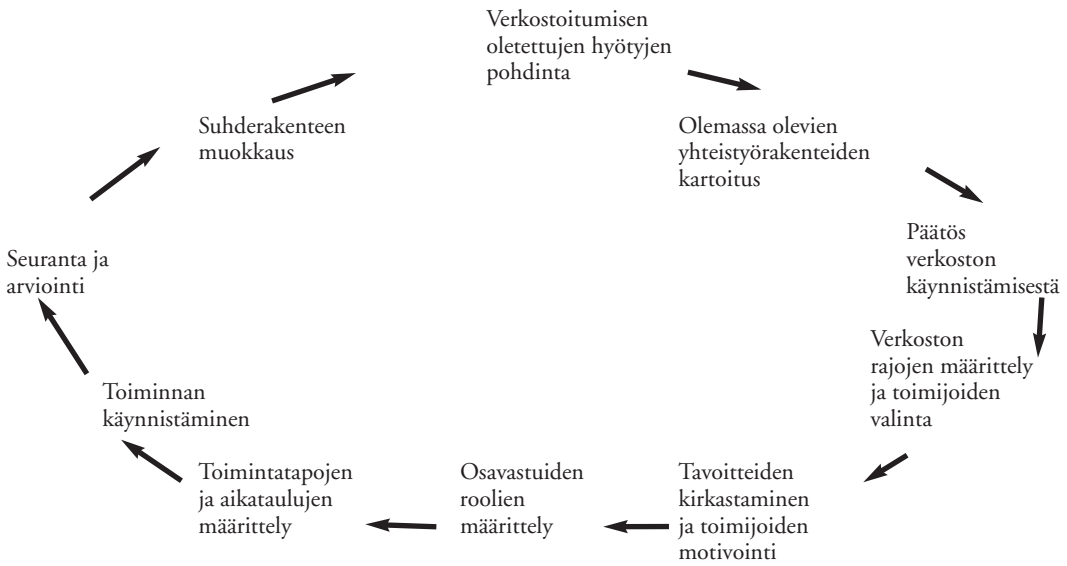 Verkostoitumisen
oletettujen hyötyjen
pohdinta
Olemassa olevien
yhteistyörakenteiden
kartoitus
Päätös
verkoston
käynnistämisestä
Verkoston
rajojen määrittely
ja toimijoiden
valinta
Tavoitteiden
kirkastaminen
ja toimijoiden
motivointi
Osavastuiden
roolien
määrittely
Toimintatapojen
ja aikataulujen
määrittely
Toiminnan
käynnistäminen
Seuranta ja
arviointi
Suhderakenteen
muokkaus